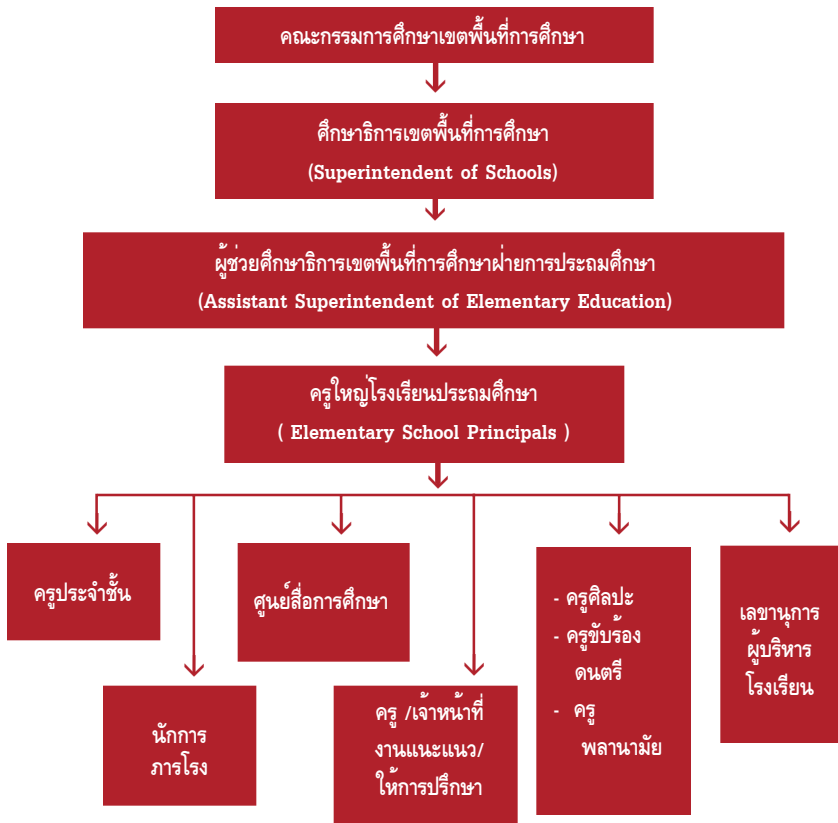 คณะกรรมการศึกษาเขตพื้นที่การศึกษา
ศึกษาธิการเขตพื้นที่การศึกษา
(Superintendent of Schools)
ผู้ช่วยศึกษาธิการเขตพื้นที่การศึกษาฝ่ายการประถมศึกษา
(Assistant Superintendent of Elementary Education)
ครูใหญ่โรงเรียนประถมศึกษา
( Elementary School Principals )
ครูประจำชั้น
นักการ
ภารโรง
ศูนย์สื่อการศึกษา
ครู /เจ้าหน้าที่
งานแนะแนว/
ให้การปรึกษา
- ครูศิลปะ
- ครูขับร้อง
ดนตรี
- ครู
พลานามัย
เลขานุการ
ผู้บริหาร
โรงเรียน